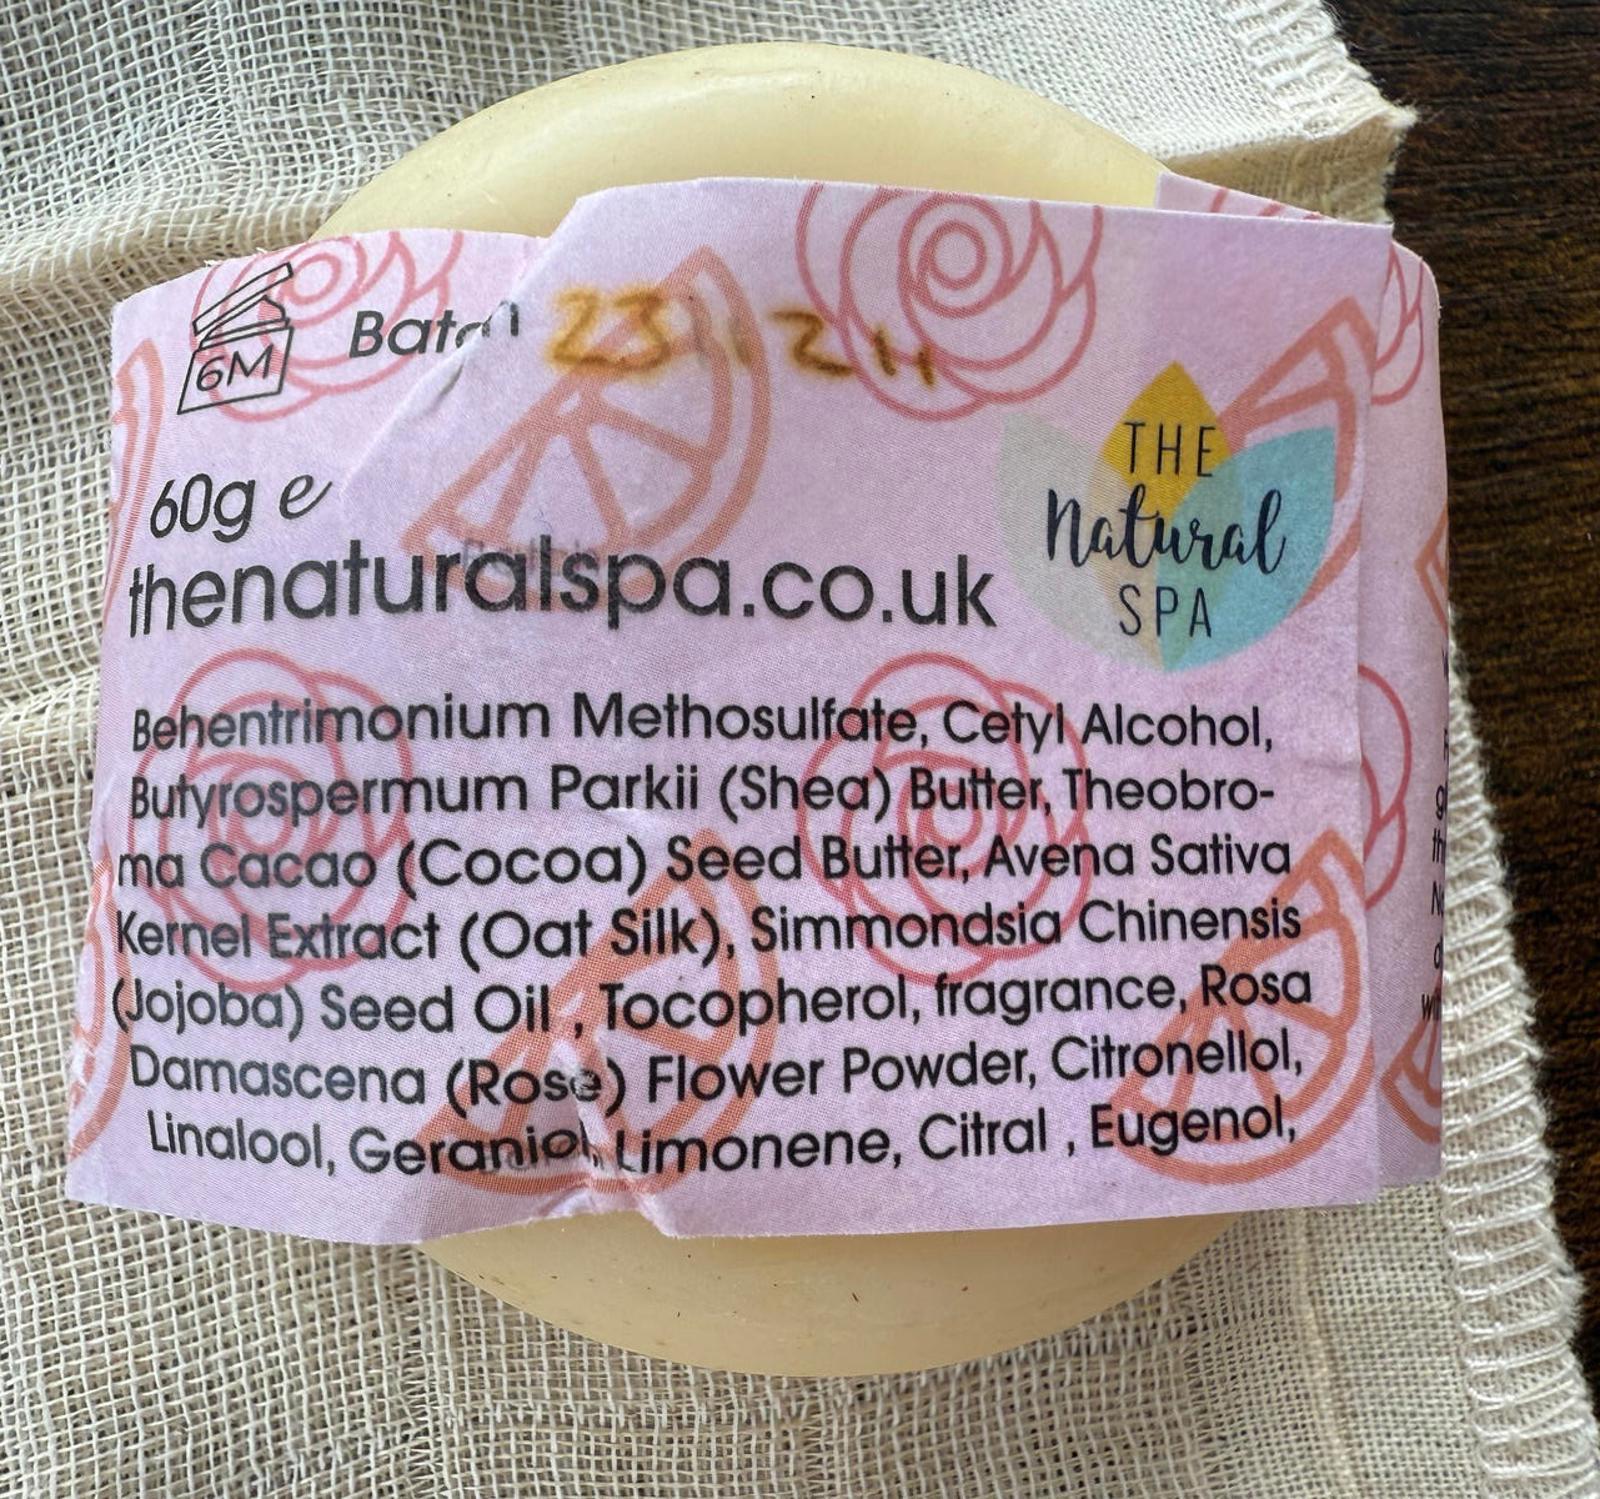 6M
Batch 23
60g e
thenaturalspa.co.uk
THE
Natural
SPA
Behentrimonium Methosulfate, Cetyl Alcohol,
Butyrospermum Parkii (Shea) Butter, Theobro-
ma Cacao (Cocoa) Seed Butter, Avena Sativa
Kernel Extract (Oat Silk), Simmondsia Chinensis
(Jojoba) Seed Oil , Tocopherol, fragrance, Rosa
Damascena (Rose) Flower Powder, Citronellol,
Linalool, Geraniol, Limonene, Citral , Eugenol,